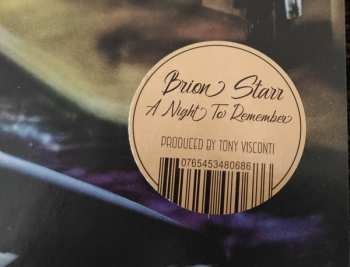 Brion Starr
A Night To Remember
PRODUCED BY TONY VISCONTI
0765453480686